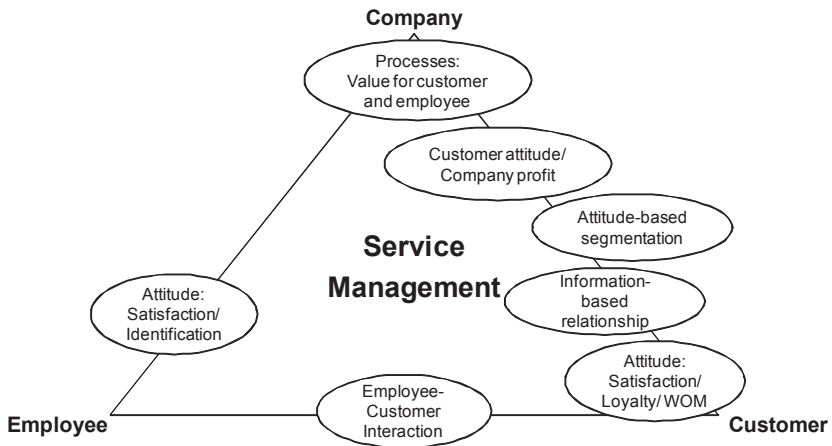 Company
Processes:
Value for customer
and employee
Customer attitude/
Company profit
Attitude-based
segmentation
Service
Management
Information-
based
relationship
Attitude:
Satisfaction/
Identification
Attitude:
Satisfaction/
Loyalty/ WOM
Employee-
Customer
Interaction
Employee
Customer